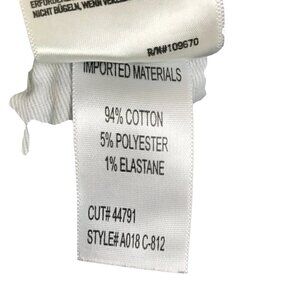 NICHT BÜGELN, WENN
R/N#109670
IMPORTED MATERIALS
94% COTTON
5% POLYESTER
1% ELASTANE
CUT# 44791
STYLE# A018 C-812